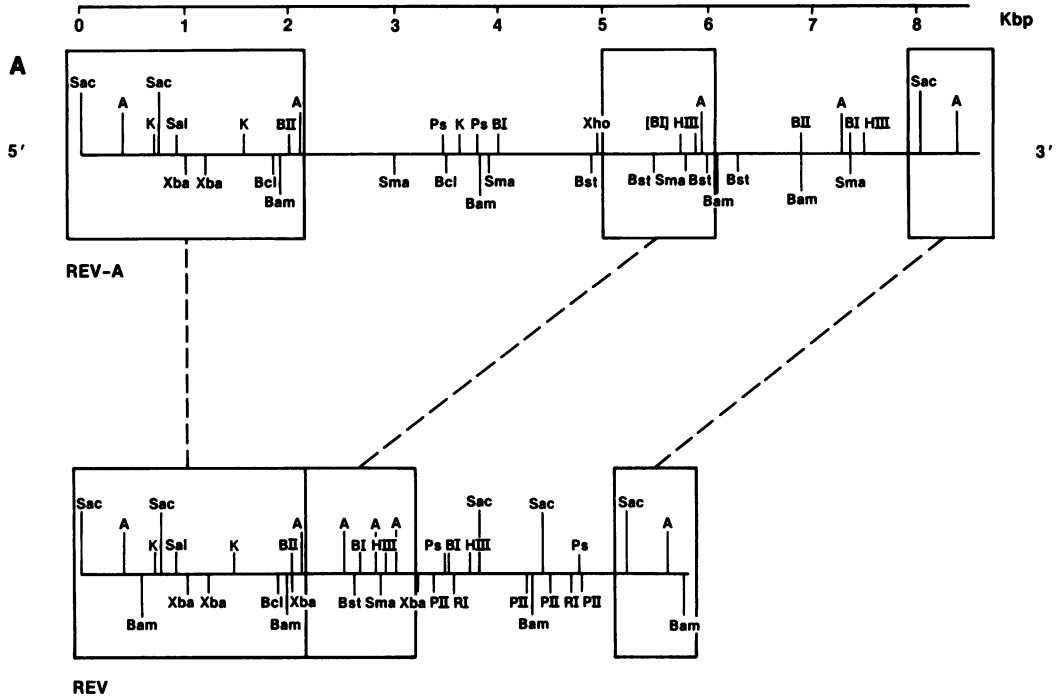 0 1 2 3 4 5 6 7 8 Kbp
A
Sac Sac Sac
A A A A A
K Sal K BII Ps K Ps BI Xho [BI] HIII BII BI HIII
5′ 3′
Xba Xba Bcl Sma Bcl Sma Bst Bst Sma Bst Bst Sma
Bam Bam Bam Bam
REV-A
Sac Sac Sac Sac Sac
A A A A A A
K Sal K BII BI HIII Ps BI HIII Ps
Xba Xba Bcl Xba Bst Sma Xba PII RI PII PII RI PII
Bam Bam Bam Bam
REV